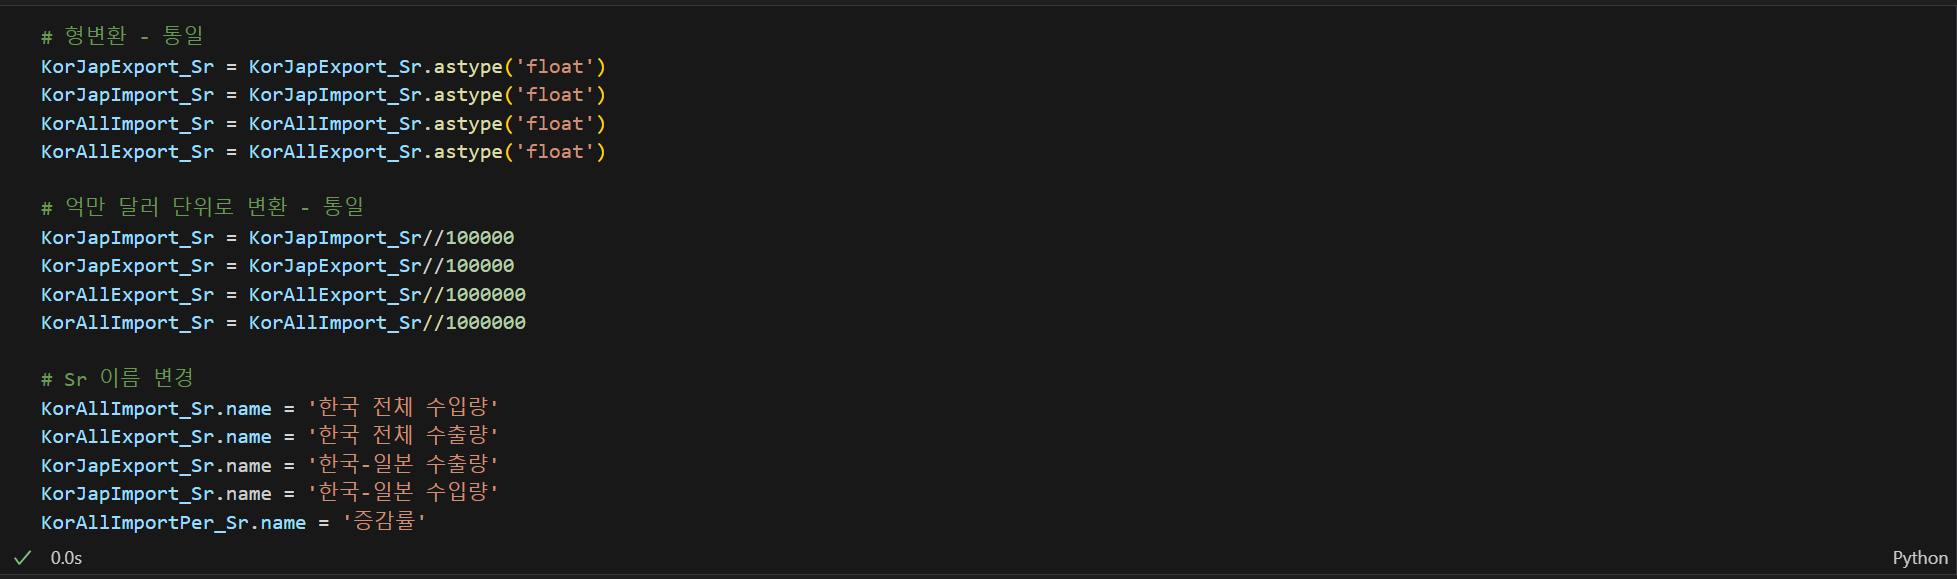 # 형변환 - 통일
KorJapExport_Sr = KorJapExport_Sr.astype('float')
KorJapImport_Sr = KorJapImport_Sr.astype('float')
KorAllImport_Sr = KorAllImport_Sr.astype('float')
KorAllExport_Sr = KorAllExport_Sr.astype('float')
# 억만 달러 단위로 변환 - 통일
KorJapImport_Sr = KorJapImport_Sr//100000
KorJapExport_Sr = KorJapExport_Sr//100000
KorAllExport_Sr = KorAllExport_Sr//1000000
KorAllImport_Sr = KorAllImport_Sr//1000000
# Sr 이름 변경
KorAllImport_Sr.name = '한국 전체 수입량'
KorAllExport_Sr.name = '한국 전체 수출량'
KorJapExport_Sr.name = '한국-일본 수출량'
KorJapImport_Sr.name = '한국-일본 수입량'
KorAllImportPer_Sr.name = '증감률'
0.0s
Python